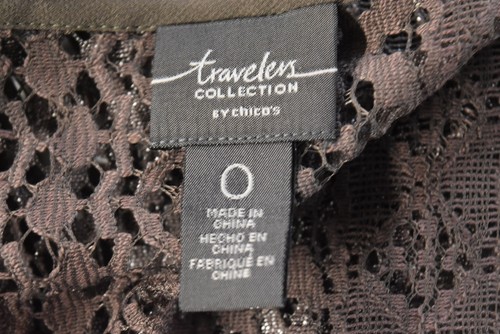 travelers
COLLECTION
BY chico's
0
MADE IN
CHINA
HECHO EN
CHINA
FABRIQUÉ EN
CHINE